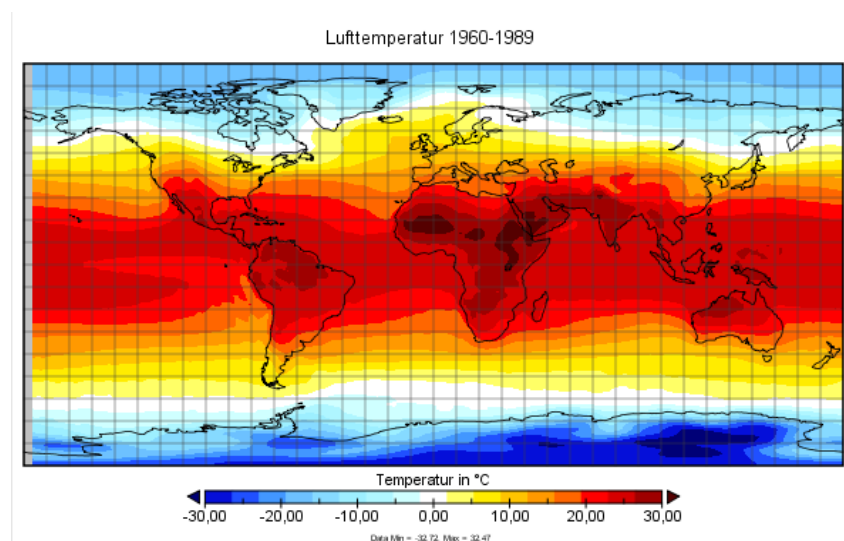 Lufttemperatur 1960-1989
Temperatur in °C
-30,00 -20,00 -10,00 0,00 10,00 20,00 30,00
Data Min = -32.72, Max = 32.47